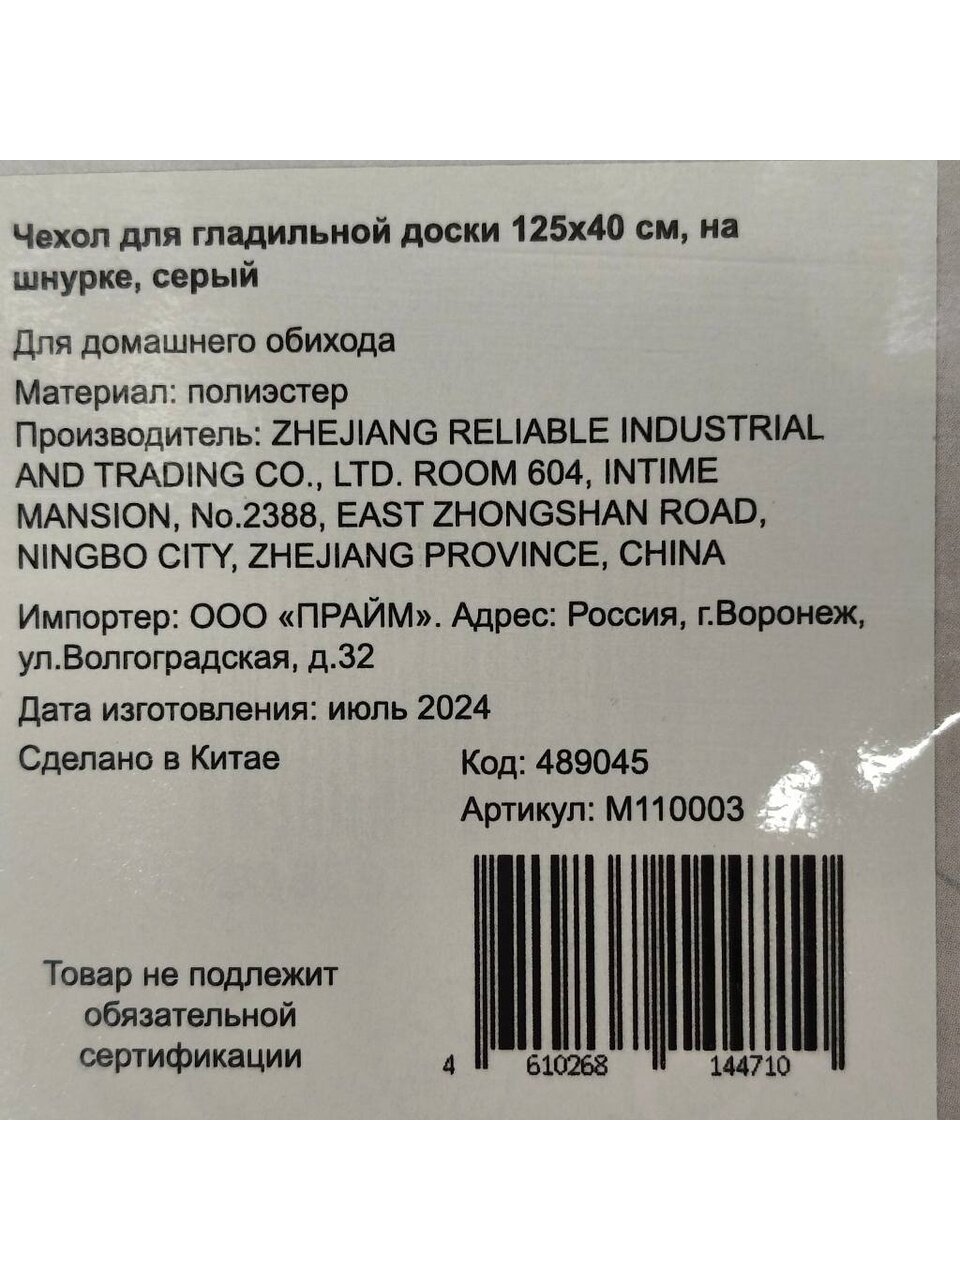 Чехол для гладильной доски 125х40 см, на
шнурке, серый
Для домашнего обихода
Материал: полиэстер
Производитель: ZHEJIANG RELIABLE INDUSTRIAL
AND TRADING CO., LTD. ROOM 604, INTIME
MANSION, No.2388, EAST ZHONGSHAN ROAD,
NINGBO CITY, ZHEJIANG PROVINCE, CHINA
Импортер: ООО «ПРАЙМ». Адрес: Россия, г.Воронеж,
ул.Волгоградская, д.32
Дата изготовления: июль 2024
Сделано в Китае
Код: 489045
Артикул: М110003
Товар не подлежит
обязательной
сертификации
4 610268 144710